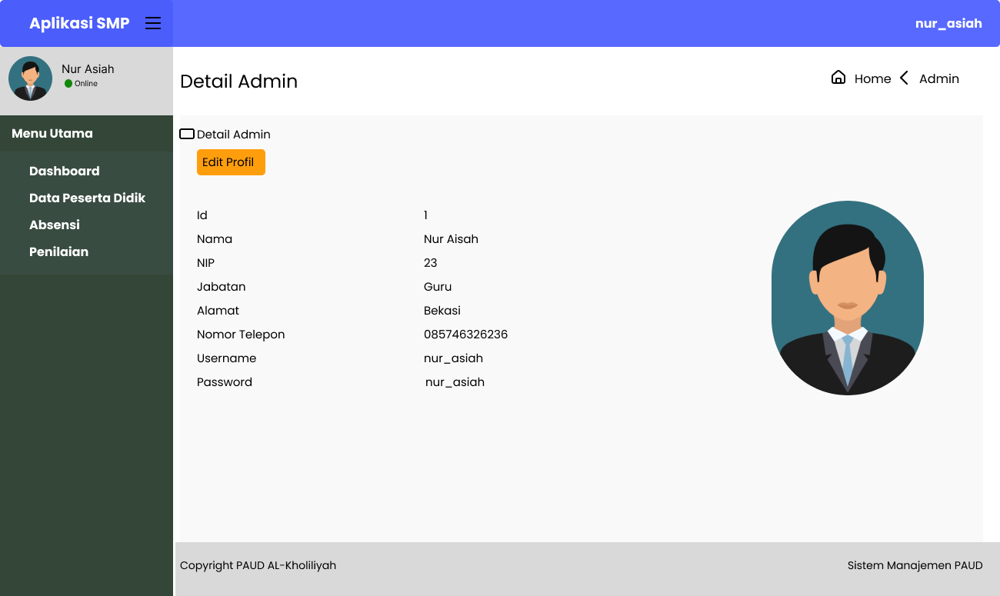 Aplikasi SMP
nur_asiah
Nur Asiah
Online
Menu Utama
Dashboard
Data Peserta Didik
Absensi
Penilaian
Detail Admin
Home
Admin
Detail Admin
Edit Profil
Id 1
Nama Nur Aisah
NIP 23
Jabatan Guru
Alamat Bekasi
Nomor Telepon 085746326236
Username nur_asiah
Password nur_asiah
Copyright PAUD AL-Kholiliyah
Sistem Manajemen PAUD